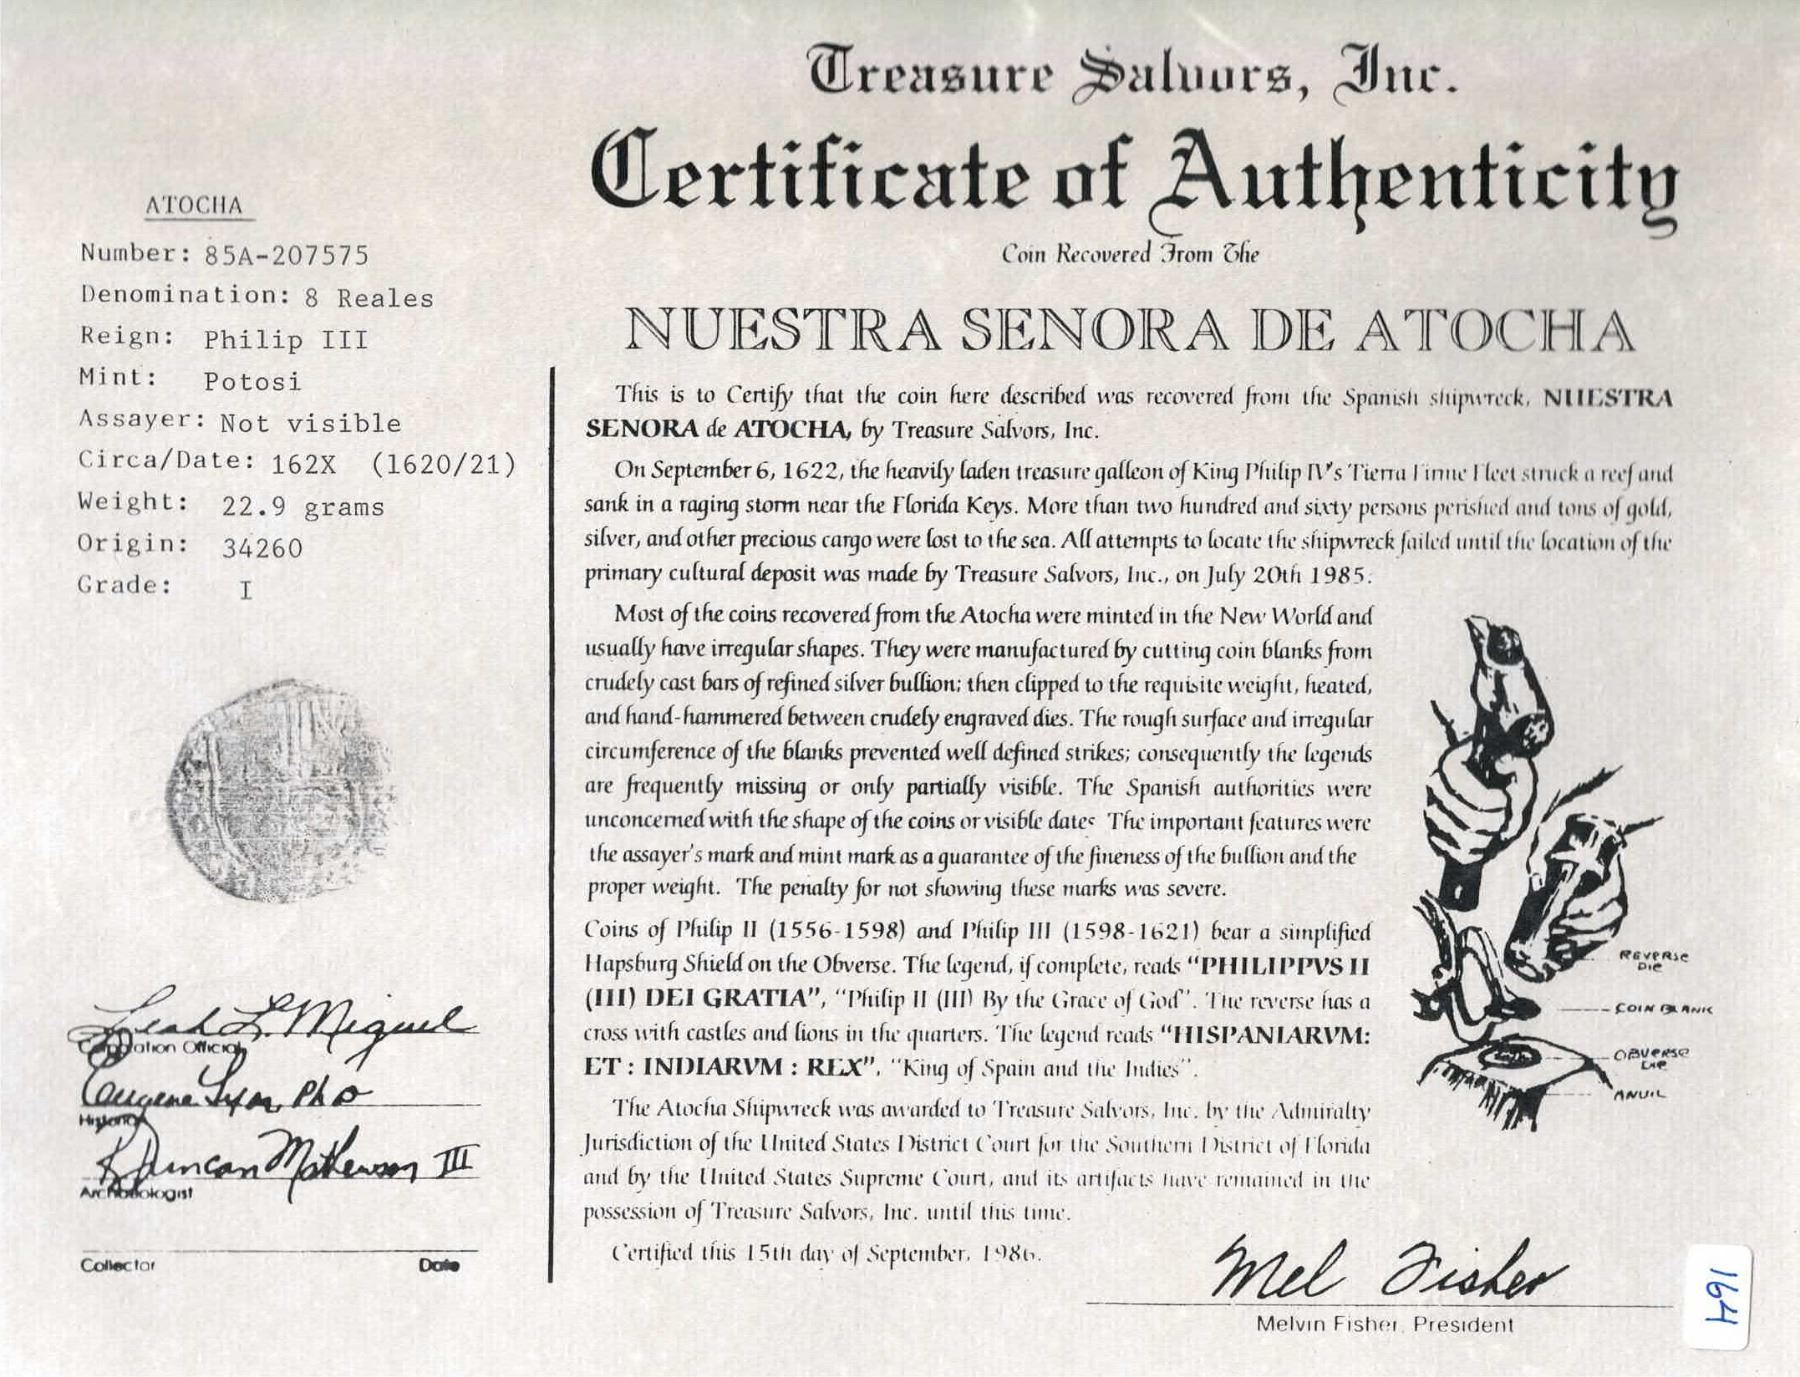 Treasure Salvors, Inc.
Certificate of Authenticity
Coin Recovered From The
NUESTRA SENORA DE ATOCHA
ATOCHA
Number: 85A-207575
Denomination: 8 Reales
Reign: Philip III
Mint: Potosi
Assayer: Not visible
Circa/Date: 162X (1620/21)
Weight: 22.9 grams
Origin: 34260
Grade: I
Leah L. Miguel
Corporation Official
Eugene Lyon, PhD
Historian
R Duncan Mathewson III
Archaeologist
Collector Date
This is to Certify that the coin here described was recovered from the Spanish shipwreck, NUESTRA
SENORA de ATOCHA, by Treasure Salvors, Inc.
On September 6, 1622, the heavily laden treasure galleon of King Philip IV's Tierra Firme Fleet struck a reef and
sank in a raging storm near the Florida Keys. More than two hundred and sixty persons perished and tons of gold,
silver, and other precious cargo were lost to the sea. All attempts to locate the shipwreck failed until the location of the
primary cultural deposit was made by Treasure Salvors, Inc., on July 20th 1985.
Most of the coins recovered from the Atocha were minted in the New World and
usually have irregular shapes. They were manufactured by cutting coin blanks from
crudely cast bars of refined silver bullion; then clipped to the requisite weight, heated,
and hand-hammered between crudely engraved dies. The rough surface and irregular
circumference of the blanks prevented well defined strikes; consequently the legends
are frequently missing or only partially visible. The Spanish authorities were
unconcerned with the shape of the coins or visible dates The important features were
the assayer's mark and mint mark as a guarantee of the fineness of the bullion and the
proper weight. The penalty for not showing these marks was severe.
Coins of Philip II (1556-1598) and Philip III (1598-1621) bear a simplified
Hapsburg Shield on the Obverse. The legend, if complete, reads "PHILIPPVS II
(III) DEI GRATIA", "Philip II (III) By the Grace of God". The reverse has a
cross with castles and lions in the quarters. The legend reads "HISPANIARVM:
ET : INDIARVM : REX", "King of Spain and the Indies".
The Atocha Shipwreck was awarded to Treasure Salvors, Inc. by the Admiralty
Jurisdiction of the United States District Court for the Southern District of Florida
and by the United States Supreme Court, and its artifacts have remained in the
possession of Treasure Salvors, Inc. until this time.
Certified this 15th day of September, 1986.
REVERSE
DIE
COIN BLANK
OBVERSE
DIE
ANVIL
Mel Fisher
Melvin Fisher, President
164